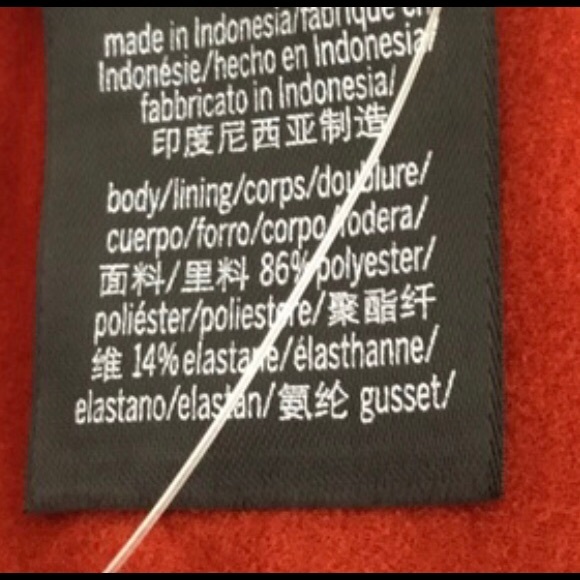 made in Indonesia/fabriqué en
Indonésie/hecho en Indonesia/
fabbricato in Indonesia/
印度尼西亚制造
body/lining/corps/doublure/
cuerpo/forro/corpo/fodera/
面料/里料 86% polyester/
poliéster/poliestere/聚酯纤
维 14% elastane/élasthanne/
elastano/elastan/氨纶 gusset/